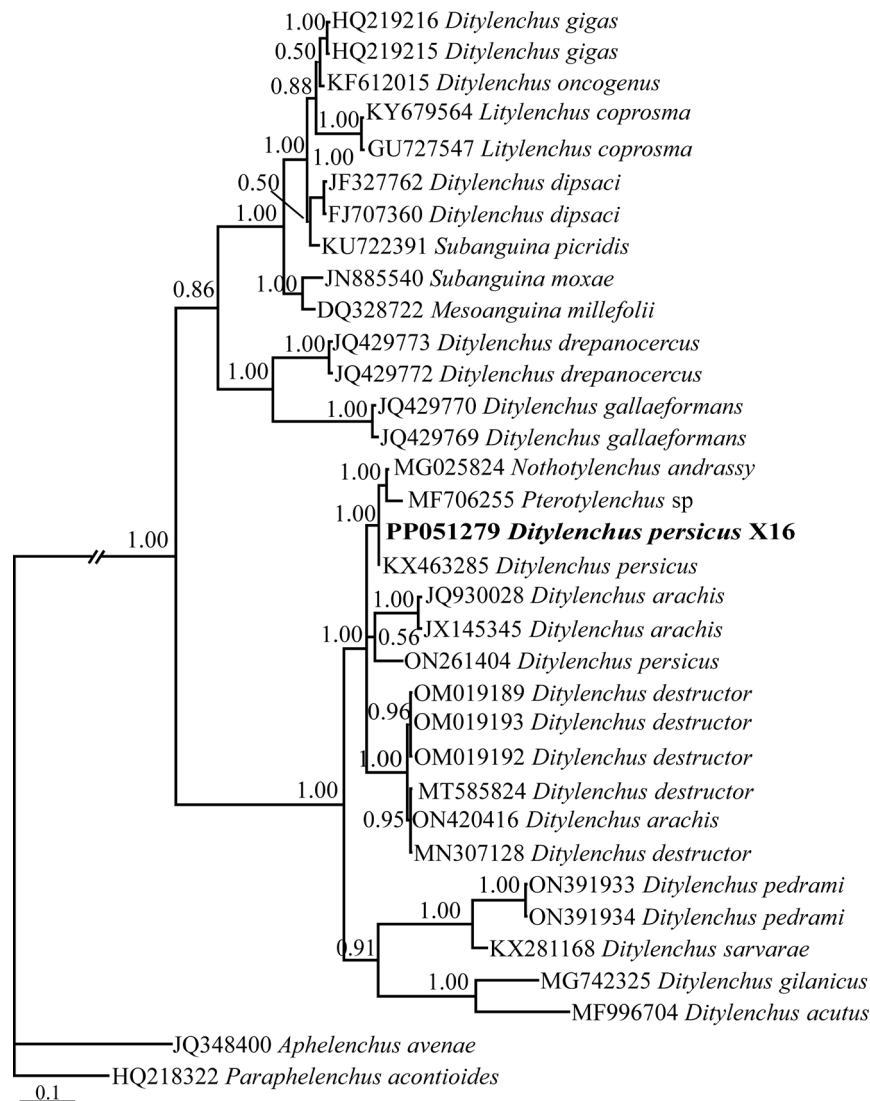 1.00 HQ219216 Ditylenchus gigas
0.50 HQ219215 Ditylenchus gigas
KF612015 Ditylenchus oncogenus
0.88
KY679564 Litylenchus coprosma
1.00
GU727547 Litylenchus coprosma
1.00
1.00
JF327762 Ditylenchus dipsaci
0.50
FJ707360 Ditylenchus dipsaci
1.00
KU722391 Subanguina picridis
JN885540 Subanguina moxae
1.00
0.86
DQ328722 Mesoanguina millefolii
1.00 JQ429773 Ditylenchus drepanocercus
1.00 JQ429772 Ditylenchus drepanocercus
1.00 JQ429770 Ditylenchus gallaeformans
JQ429769 Ditylenchus gallaeformans
1.00 MG025824 Nothotylenchus andrassy
MF706255 Pterotylenchus sp
1.00
PP051279 Ditylenchus persicus X16
1.00
KX463285 Ditylenchus persicus
1.00 JQ930028 Ditylenchus arachis
1.00 0.56 JX145345 Ditylenchus arachis
ON261404 Ditylenchus persicus
OM019189 Ditylenchus destructor
0.96
OM019193 Ditylenchus destructor
1.00 OM019192 Ditylenchus destructor
1.00 MT585824 Ditylenchus destructor
0.95 ON420416 Ditylenchus arachis
MN307128 Ditylenchus destructor
1.00 ON391933 Ditylenchus pedrami
1.00 ON391934 Ditylenchus pedrami
0.91 KX281168 Ditylenchus sarvarae
1.00 MG742325 Ditylenchus gilanicus
MF996704 Ditylenchus acutus
JQ348400 Aphelenchus avenae
HQ218322 Paraphelenchus acontioides
0.1